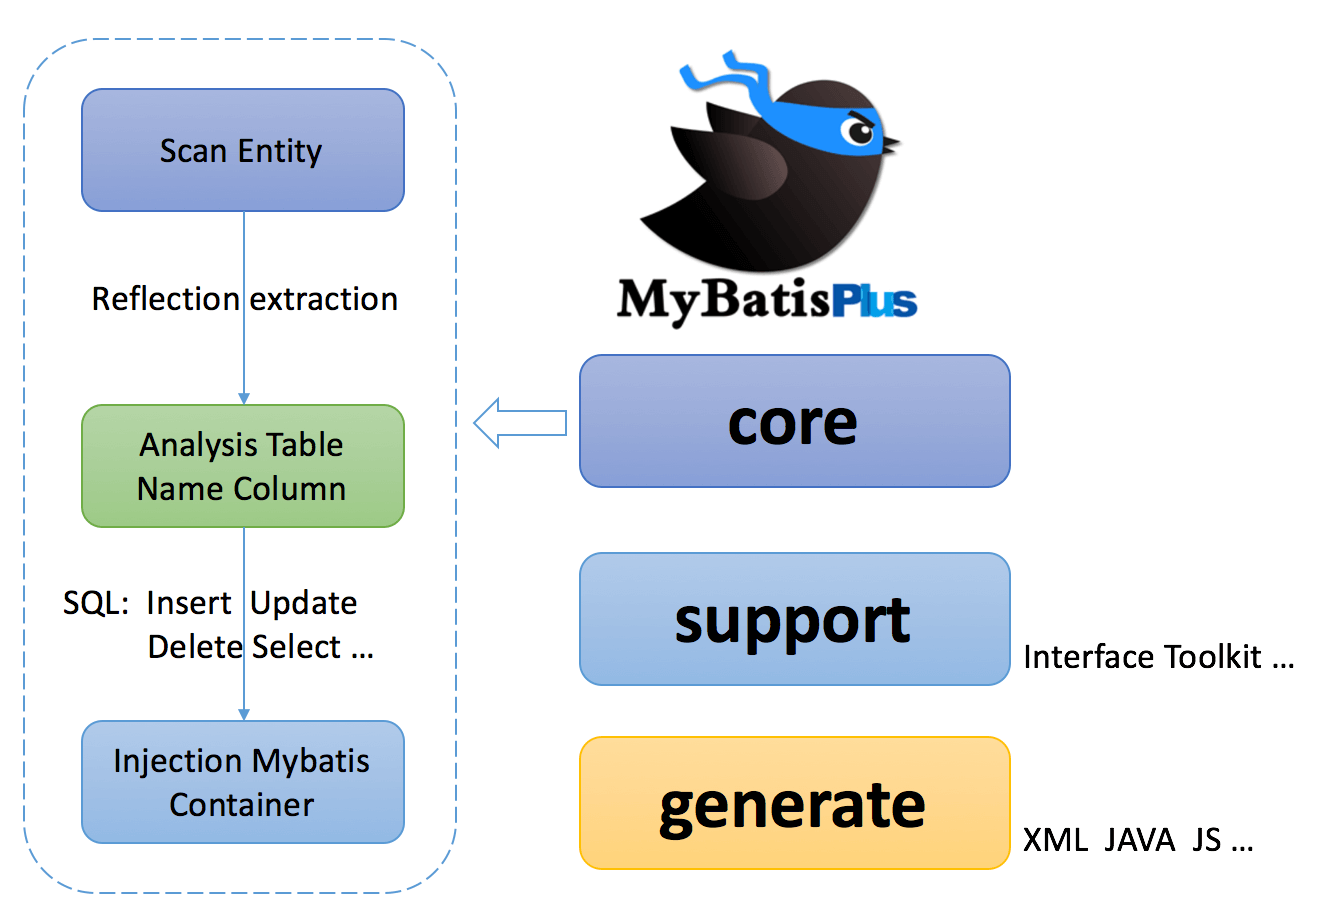 Scan Entity
Reflection extraction
Analysis Table
Name Column
SQL: Insert Update
Delete Select ...
Injection Mybatis
Container
MyBatisPlus
core
support
Interface Toolkit ...
generate
XML JAVA JS ...